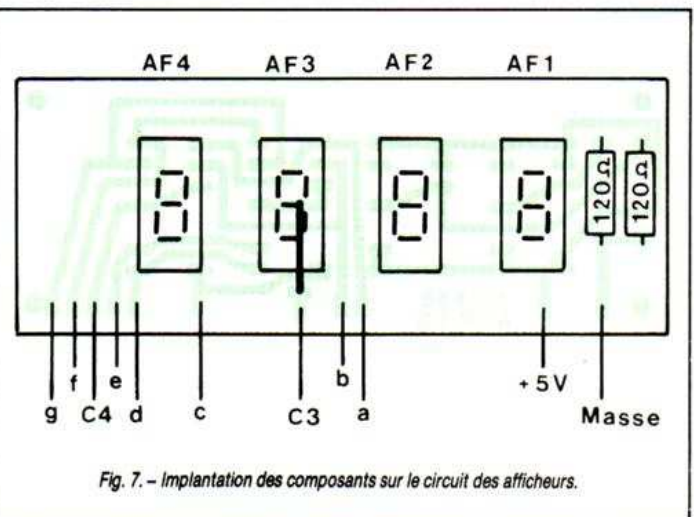 AF4 AF3 AF2 AF1
120Ω 120Ω
f e b +5V
g C4 d c C3 a Masse
Fig. 7. – Implantation des composants sur le circuit des afficheurs.